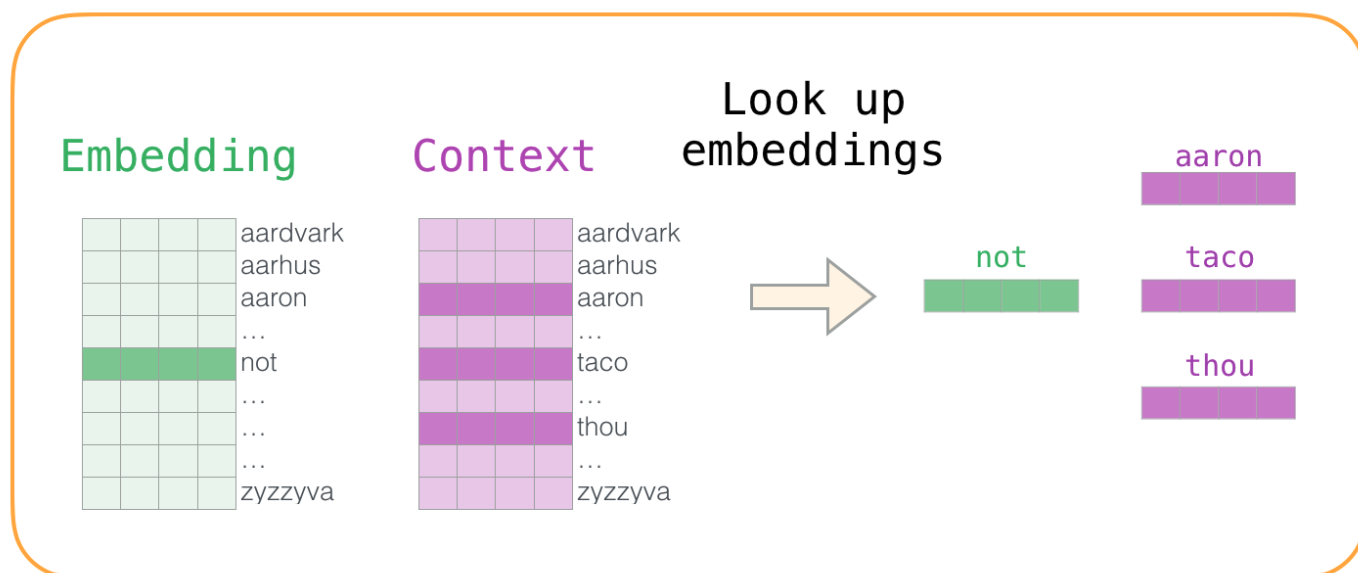 Look up
embeddings
Embedding
Context
aardvark
aarhus
aaron
...
not
...
...
...
zyzzyva
aardvark
aarhus
aaron
...
taco
...
thou
...
zyzzyva
not
aaron
taco
thou